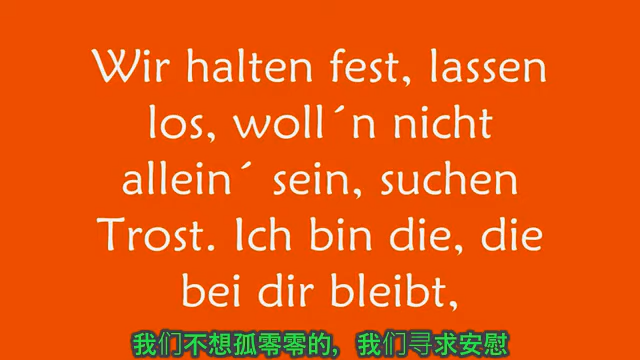 Wir halten fest, lassen
los, woll´n nicht
allein´ sein, suchen
Trost. Ich bin die, die
bei dir bleibt,
我们不想孤零零的，我们寻求安慰